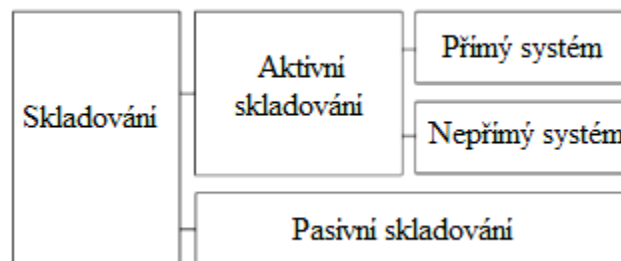 Skladování
Aktivní
skladování
Přímý systém
Nepřímý systém
Pasivní skladování